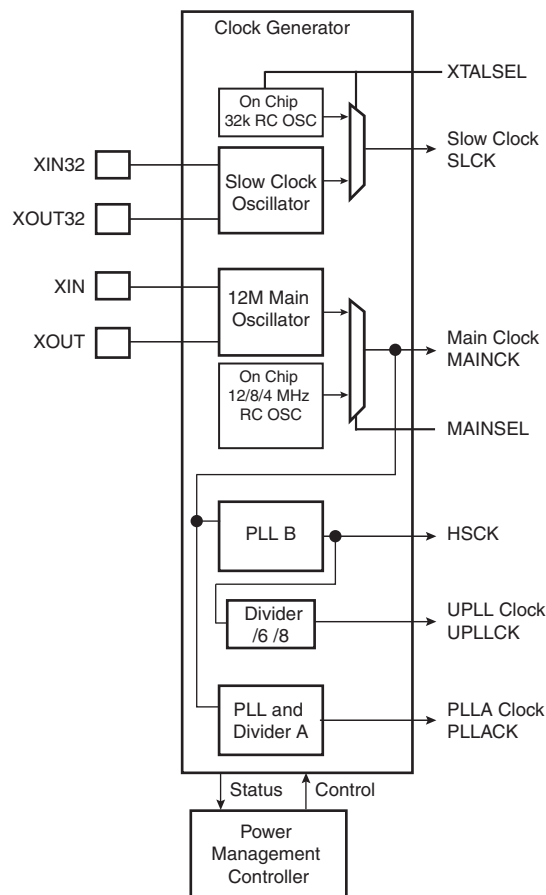 Clock Generator
XTALSEL
On Chip
32k RC OSC
Slow Clock
SLCK
XIN32
Slow Clock
Oscillator
XOUT32
XIN
12M Main
Oscillator
XOUT
Main Clock
MAINCK
On Chip
12/8/4 MHz
RC OSC
MAINSEL
PLL B
HSCK
Divider
/6 /8
UPLL Clock
UPLLCK
PLL and
Divider A
PLLA Clock
PLLACK
Status
Control
Power
Management
Controller